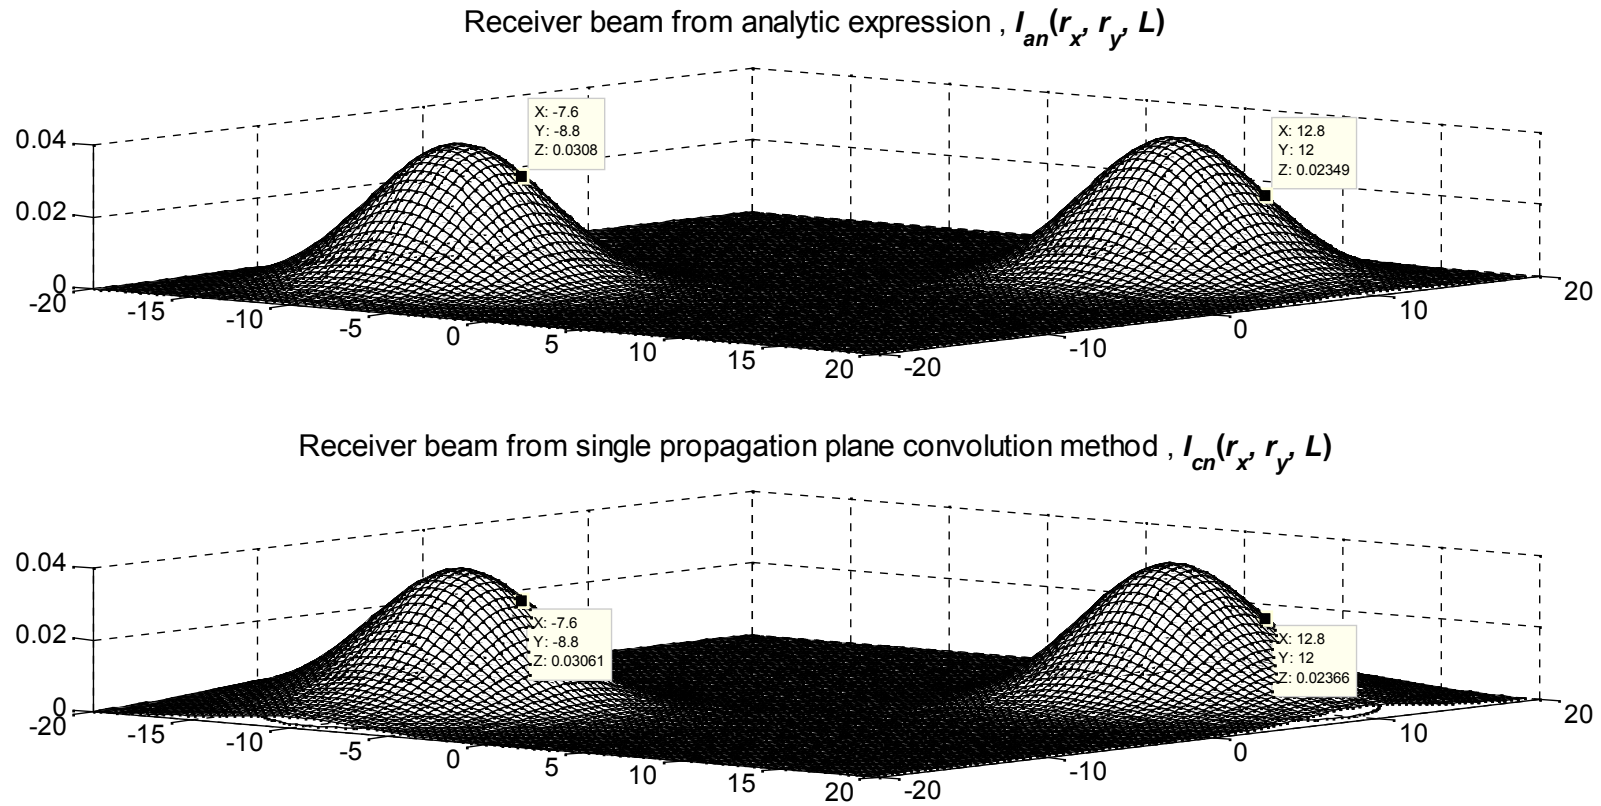 Receiver beam from analytic expression , I_an(r_x, r_y, L)
X: -7.6
Y: -8.8
Z: 0.0308
X: 12.8
Y: 12
Z: 0.02349
0.04
0.02
0
-20
-15
-10
-5
0
5
10
15
20
-20
-10
0
10
20
Receiver beam from single propagation plane convolution method , I_cn(r_x, r_y, L)
X: -7.6
Y: -8.8
Z: 0.03061
X: 12.8
Y: 12
Z: 0.02366
0.04
0.02
0
-20
-15
-10
-5
0
5
10
15
20
-20
-10
0
10
20